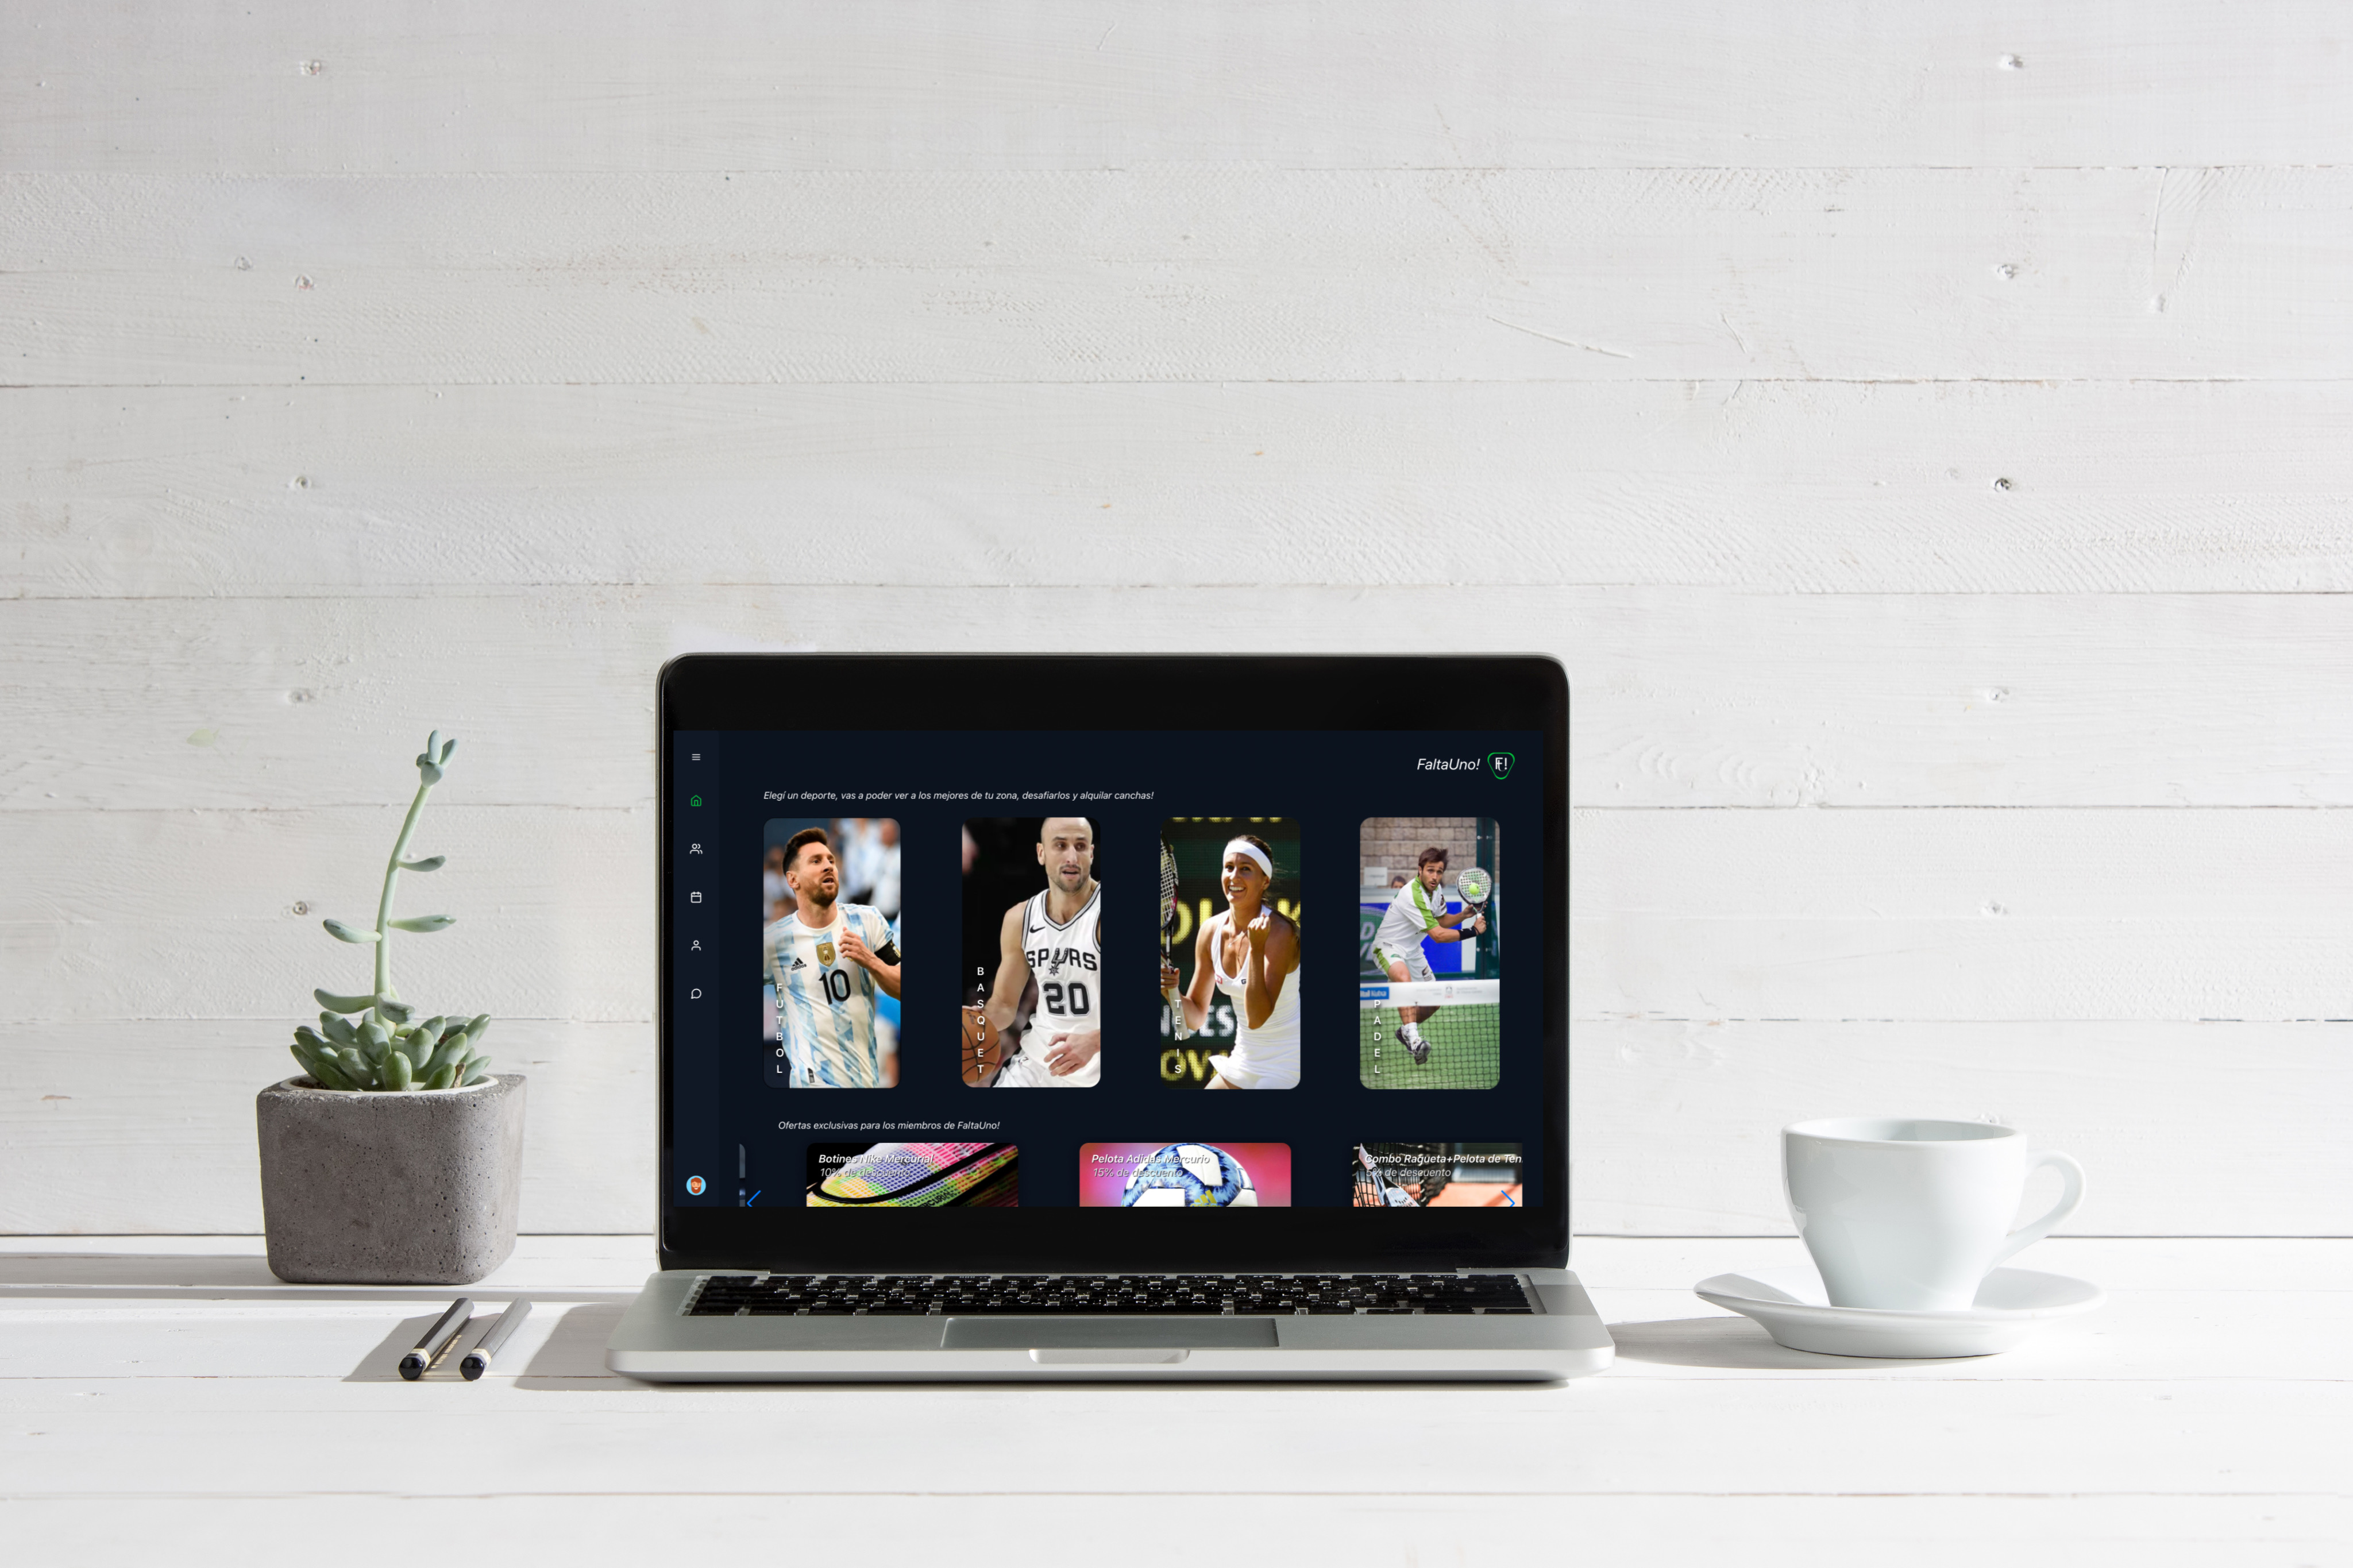 FaltaUno! F!
Elegí un deporte, vas a poder ver a los mejores de tu zona, desafiarlos y alquilar canchas!
10
FUTBOL
SPURS
20
BASQUET
TENIS
PADEL
Ofertas exclusivas para los miembros de FaltaUno!
Botines Nike Mercurial
10% de descuento
Pelota Adidas Mercurio
15% de descuento
Combo Raqueta+Pelota de Ten
5% de descuento